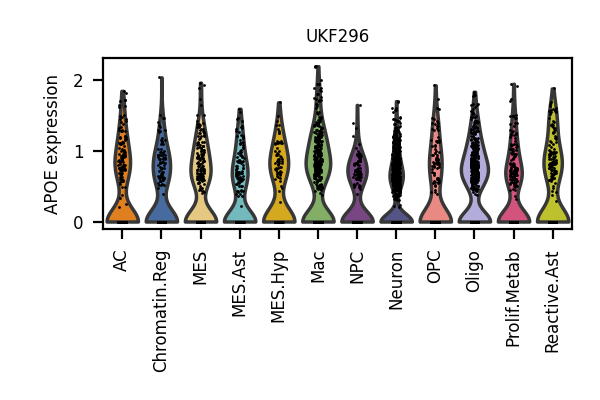 UKF296
APOE expression
2
1
0
AC
Chromatin.Reg
MES
MES.Ast
MES.Hyp
Mac
NPC
Neuron
OPC
Oligo
Prolif.Metab
Reactive.Ast